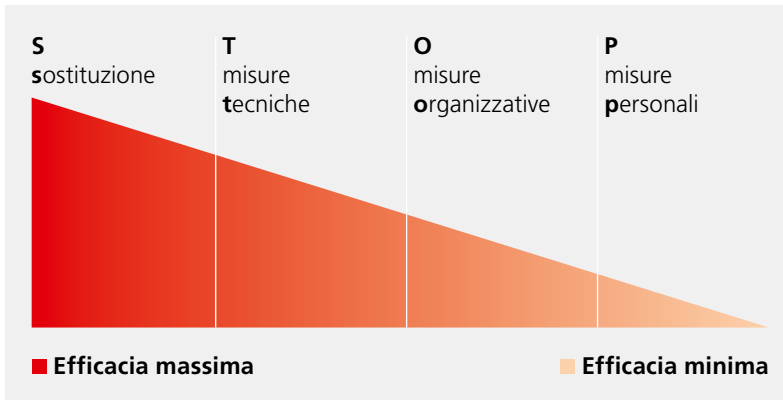 S
sostituzione
T
misure
tecniche
O
misure
organizzative
P
misure
personali
Efficacia massima
Efficacia minima